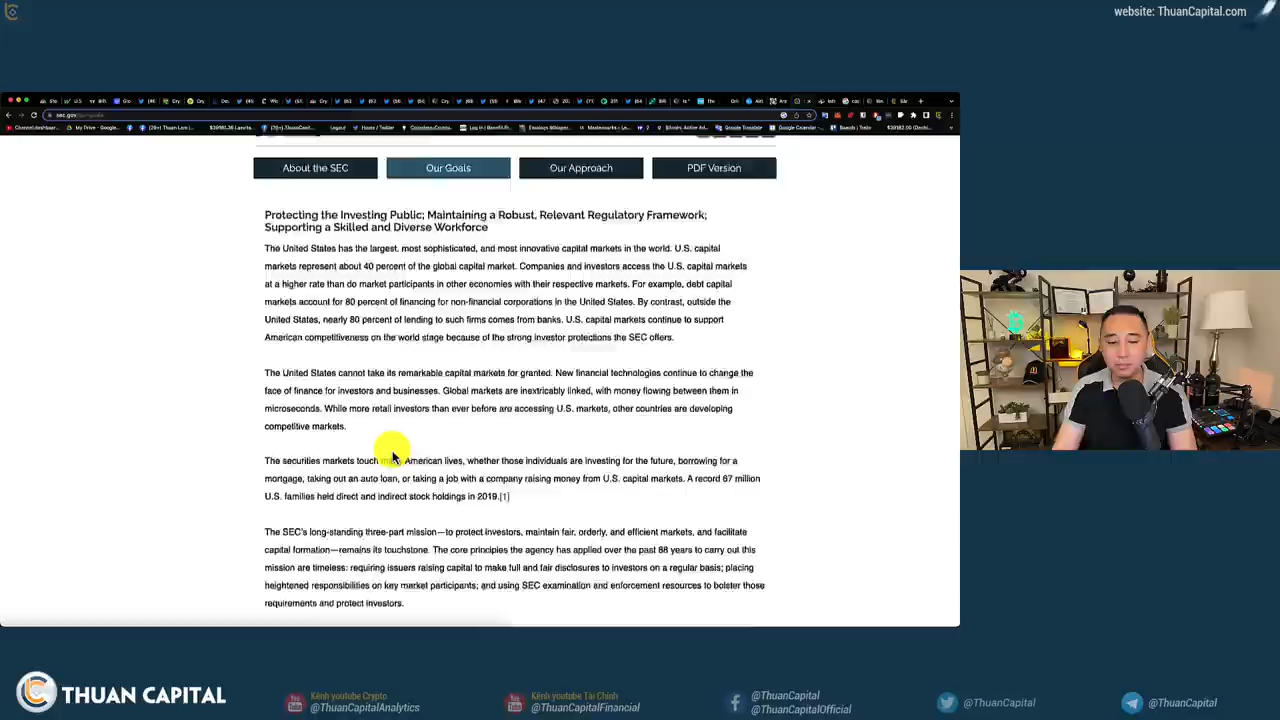 website: ThuanCapital.com
sec.gov
About the SEC
Our Goals
Our Approach
PDF Version
Protecting the Investing Public; Maintaining a Robust, Relevant Regulatory Framework;
Supporting a Skilled and Diverse Workforce
The United States has the largest, most sophisticated, and most innovative capital markets in the world. U.S. capital
markets represent about 40 percent of the global capital market. Companies and investors access the U.S. capital markets
at a higher rate than do market participants in other economies with their respective markets. For example, debt capital
markets account for 80 percent of financing for non-financial corporations in the United States. By contrast, outside the
United States, nearly 80 percent of lending to such firms comes from banks. U.S. capital markets continue to support
American competitiveness on the world stage because of the strong investor protections the SEC offers.
The United States cannot take its remarkable capital markets for granted. New financial technologies continue to change the
face of finance for investors and businesses. Global markets are inextricably linked, with money flowing between them in
microseconds. While more retail investors than ever before are accessing U.S. markets, other countries are developing
competitive markets.
The securities markets touch American lives, whether those individuals are investing for the future, borrowing for a
mortgage, taking out an auto loan, or taking a job with a company raising money from U.S. capital markets. A record 67 million
U.S. families held direct and indirect stock holdings in 2019.[1]
The SEC's long-standing three-part mission—to protect investors, maintain fair, orderly, and efficient markets, and facilitate
capital formation—remains its touchstone. The core principles the agency has applied over the past 88 years to carry out this
mission are timeless: requiring issuers raising capital to make full and fair disclosures to investors on a regular basis; placing
heightened responsibilities on key market participants; and using SEC examination and enforcement resources to bolster those
requirements and protect investors.
THUAN CAPITAL
Kênh youtube Crypto
@ThuanCapitalAnalytics
Kênh youtube Tài Chính
@ThuanCapitalFinancial
@ThuanCapital
@ThuanCapitalOfficial
@ThuanCapital
@ThuanCapital